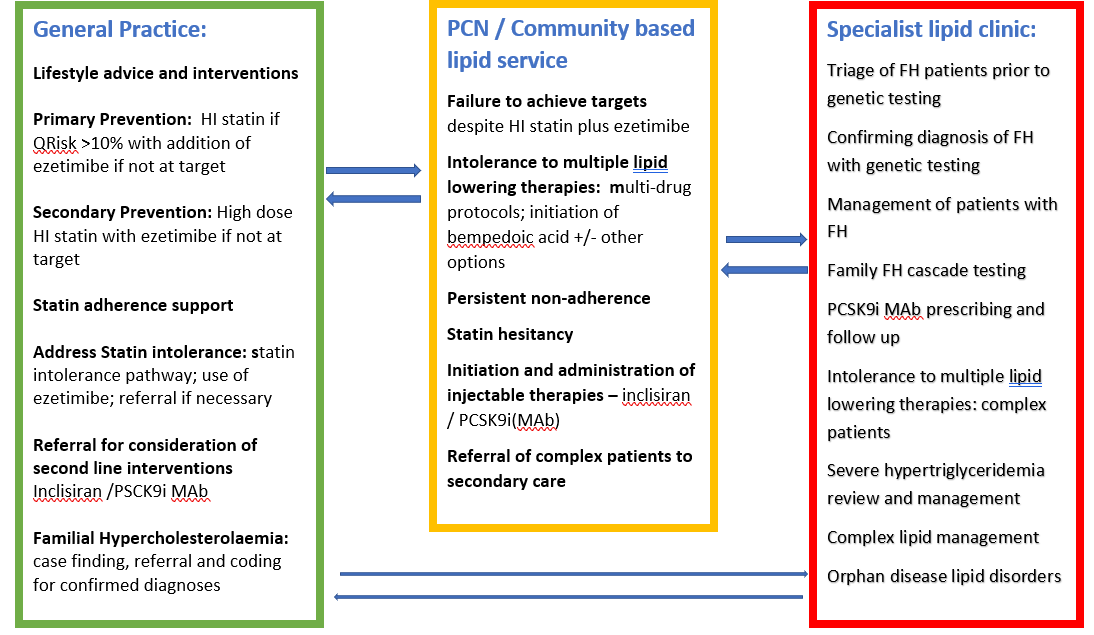 General Practice:
Lifestyle advice and interventions
Primary Prevention:  HI statin if
QRisk >10% with addition of
ezetimibe if not at target
Secondary Prevention: High dose
HI statin with ezetimibe if not at
target
Statin adherence support
Address Statin intolerance: statin
intolerance pathway; use of
ezetimibe; referral if necessary
Referral for consideration of
second line interventions
Inclisiran /PSCK9i MAb
Familial Hypercholesterolaemia:
case finding, referral and coding
for confirmed diagnoses
PCN / Community based
lipid service
Failure to achieve targets
despite HI statin plus ezetimibe
Intolerance to multiple lipid
lowering therapies:  multi-drug
protocols; initiation of
bempedoic acid +/- other
options
Persistent non-adherence
Statin hesitancy
Initiation and administration of
injectable therapies – inclisiran
/ PCSK9i(MAb)
Referral of complex patients to
secondary care
Specialist lipid clinic:
Triage of FH patients prior to
genetic testing
Confirming diagnosis of FH
with genetic testing
Management of patients with
FH
Family FH cascade testing
PCSK9i MAb prescribing and
follow up
Intolerance to multiple lipid
lowering therapies: complex
patients
Severe hypertriglyceridemia
review and management
Complex lipid management
Orphan disease lipid disorders